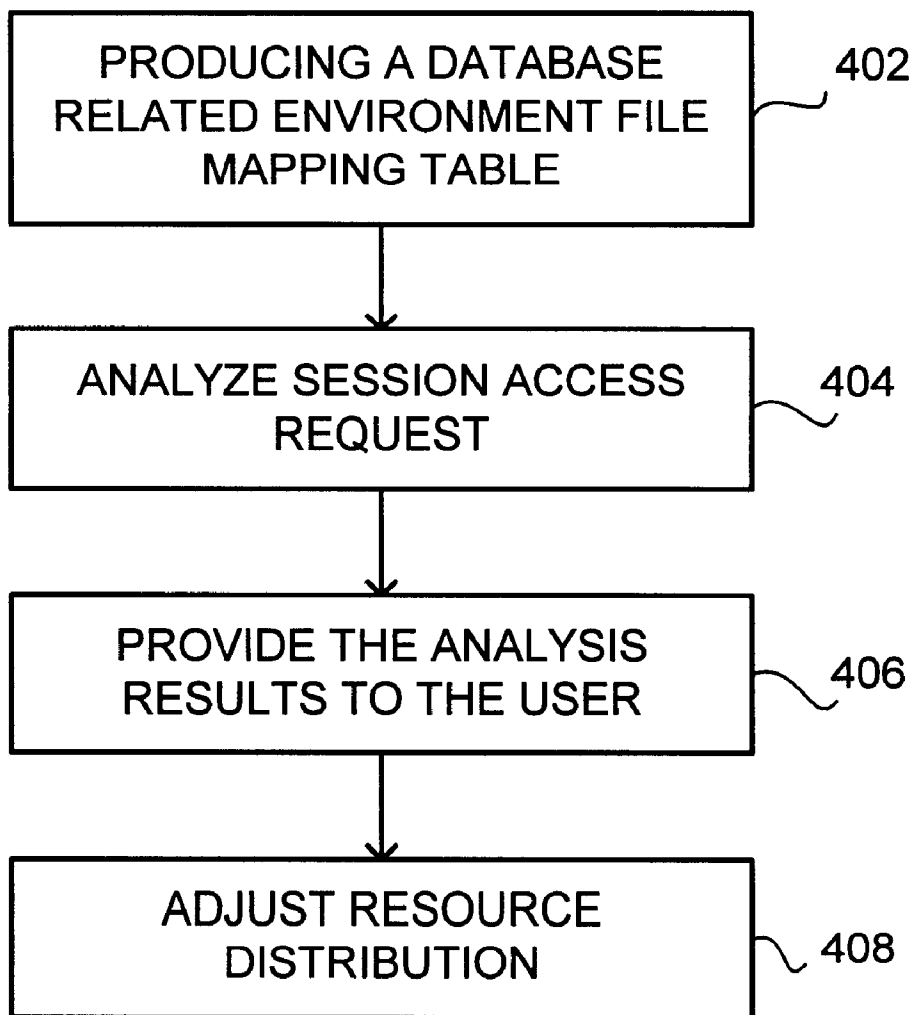 PRODUCING A DATABASE
RELATED ENVIRONMENT FILE
MAPPING TABLE
402
ANALYZE SESSION ACCESS
REQUEST
404
PROVIDE THE ANALYSIS
RESULTS TO THE USER
406
ADJUST RESOURCE
DISTRIBUTION
408